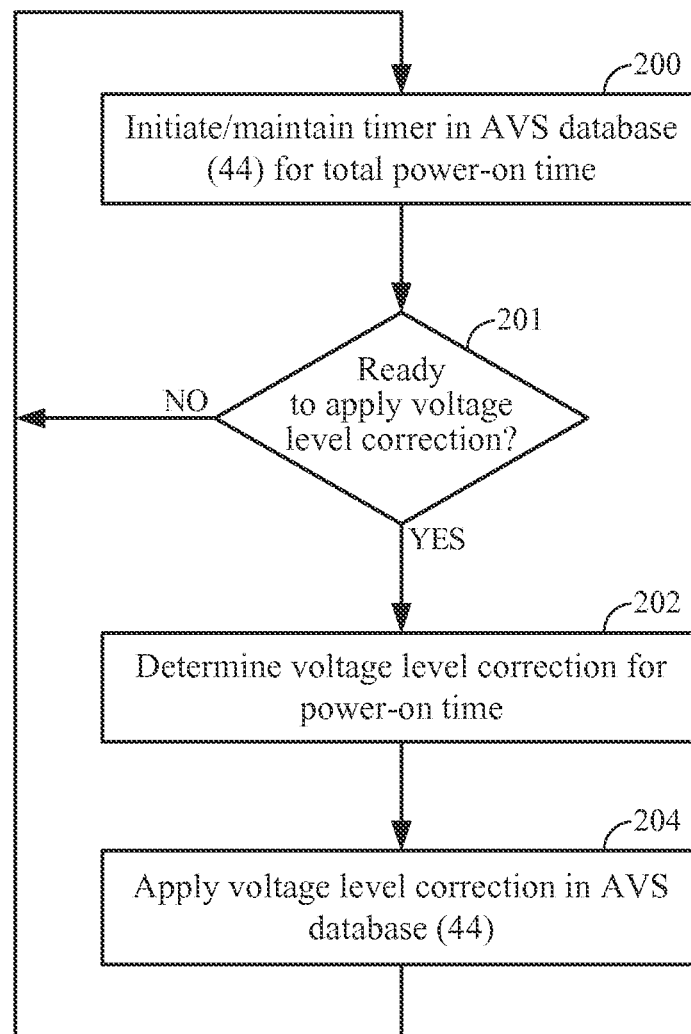 200
Initiate/maintain timer in AVS database
(44) for total power-on time
201
Ready
to apply voltage
level correction?
NO
YES
202
Determine voltage level correction for
power-on time
204
Apply voltage level correction in AVS
database (44)